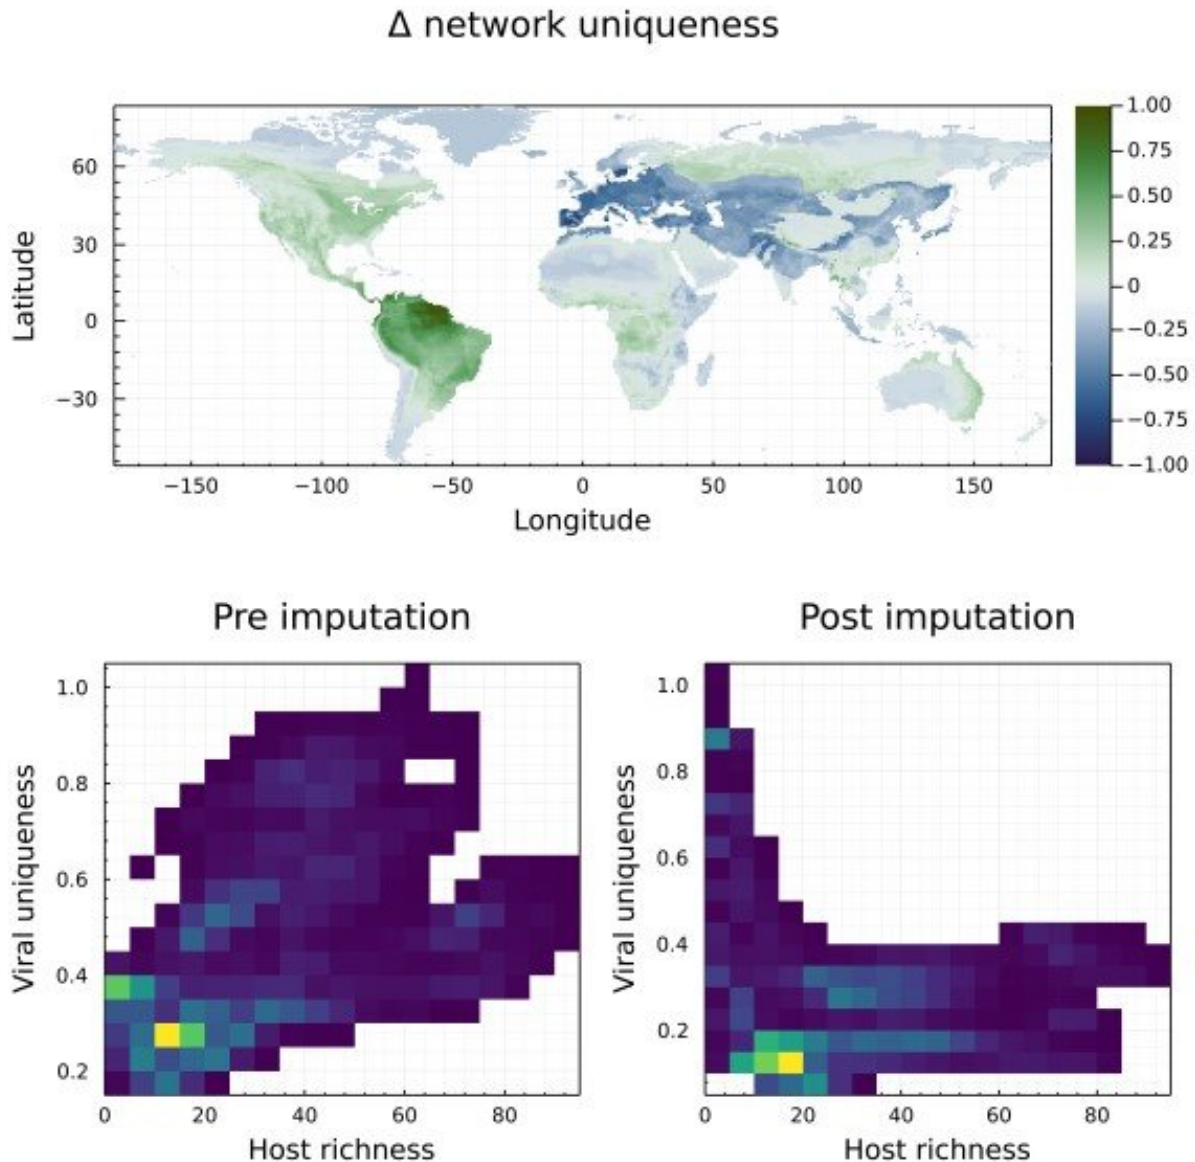 Δ network uniqueness
Latitude
60
30
0
−30
−150 −100 −50 0 50 100 150
Longitude
1.00
0.75
0.50
0.25
0
−0.25
−0.50
−0.75
−1.00
Pre imputation
Viral uniqueness
1.0
0.8
0.6
0.4
0.2
0 20 40 60 80
Host richness
Post imputation
Viral uniqueness
1.0
0.8
0.6
0.4
0.2
0 20 40 60 80
Host richness